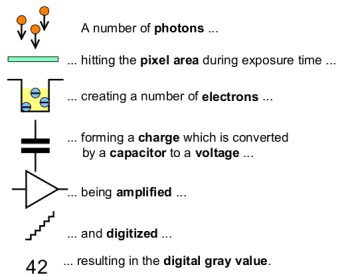 A number of photons ...
... hitting the pixel area during exposure time ...
... creating a number of electrons ...
... forming a charge which is converted
by a capacitor to a voltage ...
... being amplified ...
... and digitized ...
42 ... resulting in the digital gray value.